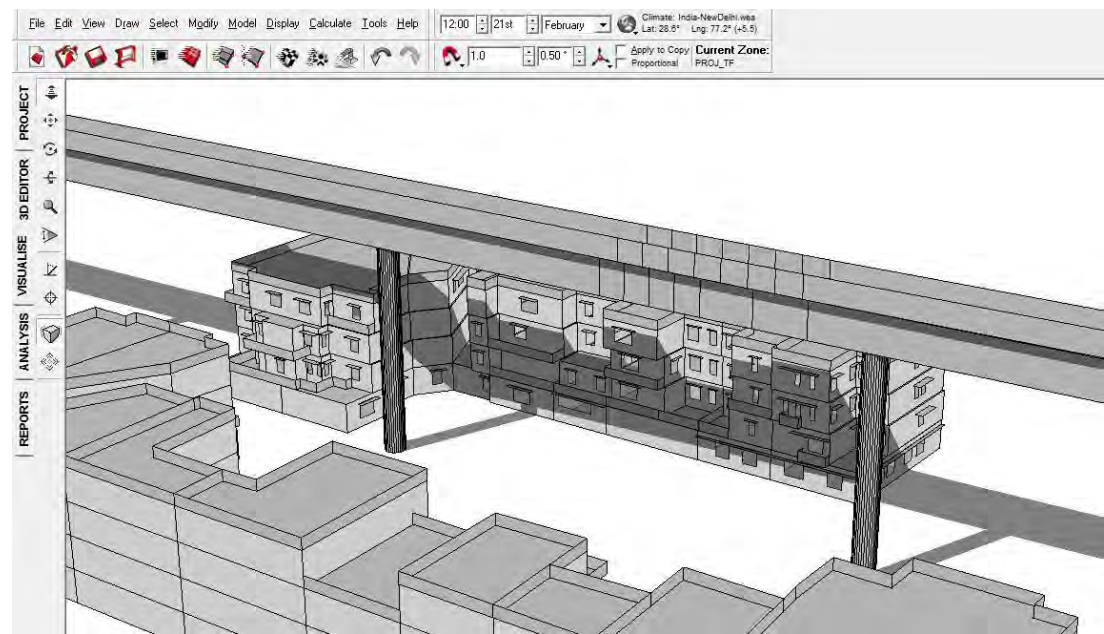 File Edit View Draw Select Modify Model Display Calculate Tools Help
12:00 21st February Climate: India-NewDelhi.wea
Lat: 28.6° Lng: 77.2° (+5.5)
1.0 0.50° Apply to Copy Current Zone:
Proportional PROJ_TF
PROJECT
3D EDITOR
VISUALISE
ANALYSIS
REPORTS